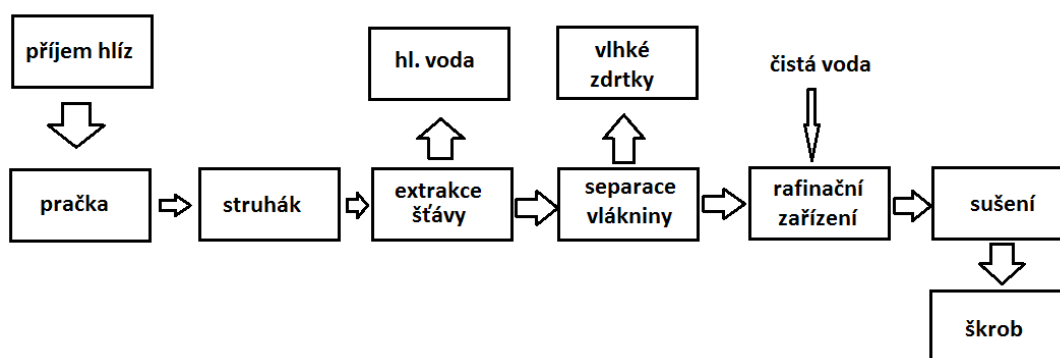 příjem hlíz
hl. voda
vlhké
zdrtky
čistá voda
pračka
struhák
extrakce
šťávy
separace
vlákniny
rafinační
zařízení
sušení
škrob